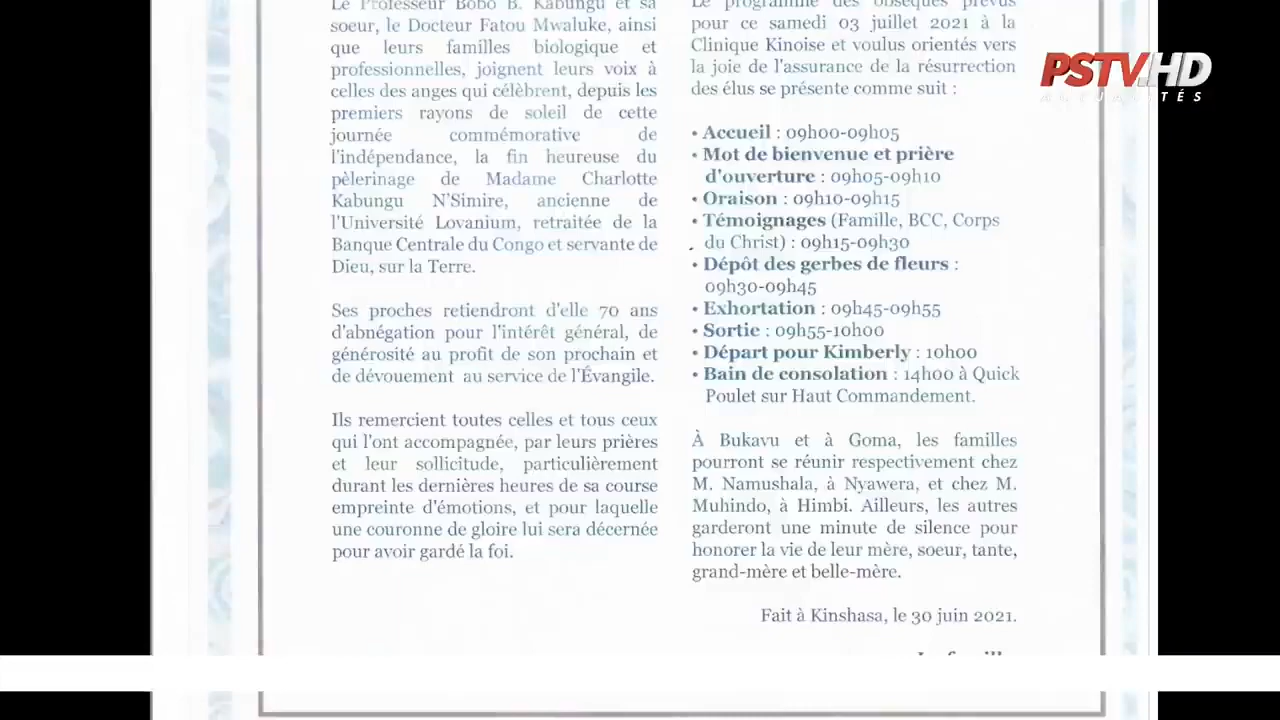 Le Professeur Bobo B. Kabungu et sa
soeur, le Docteur Fatou Mwaluke, ainsi
que leurs familles biologique et
professionnelles, joignent leurs voix à
celles des anges qui célèbrent, depuis les
premiers rayons de soleil de cette
journée commémorative de
l'indépendance, la fin heureuse du
pèlerinage de Madame Charlotte
Kabungu N'Simire, ancienne de
l'Université Lovanium, retraitée de la
Banque Centrale du Congo et servante de
Dieu, sur la Terre.
Ses proches retiendront d'elle 70 ans
d'abnégation pour l'intérêt général, de
générosité au profit de son prochain et
de dévouement au service de l'Évangile.
Ils remercient toutes celles et tous ceux
qui l'ont accompagnée, par leurs prières
et leur sollicitude, particulièrement
durant les dernières heures de sa course
empreinte d'émotions, et pour laquelle
une couronne de gloire lui sera décernée
pour avoir gardé la foi.
Le programme des obsèques prévus
pour ce samedi 03 juillet 2021 à la
Clinique Kinoise et voulus orientés vers
la joie de l'assurance de la résurrection
des élus se présente comme suit :
• Accueil : 09h00-09h05
• Mot de bienvenue et prière
d'ouverture : 09h05-09h10
• Oraison : 09h10-09h15
• Témoignages (Famille, BCC, Corps
du Christ) : 09h15-09h30
• Dépôt des gerbes de fleurs :
09h30-09h45
• Exhortation : 09h45-09h55
• Sortie : 09h55-10h00
• Départ pour Kimberly : 10h00
• Bain de consolation : 14h00 à Quick
Poulet sur Haut Commandement.
À Bukavu et à Goma, les familles
pourront se réunir respectivement chez
M. Namushala, à Nyawera, et chez M.
Muhindo, à Himbi. Ailleurs, les autres
garderont une minute de silence pour
honorer la vie de leur mère, soeur, tante,
grand-mère et belle-mère.
Fait à Kinshasa, le 30 juin 2021.
PSTV.HD